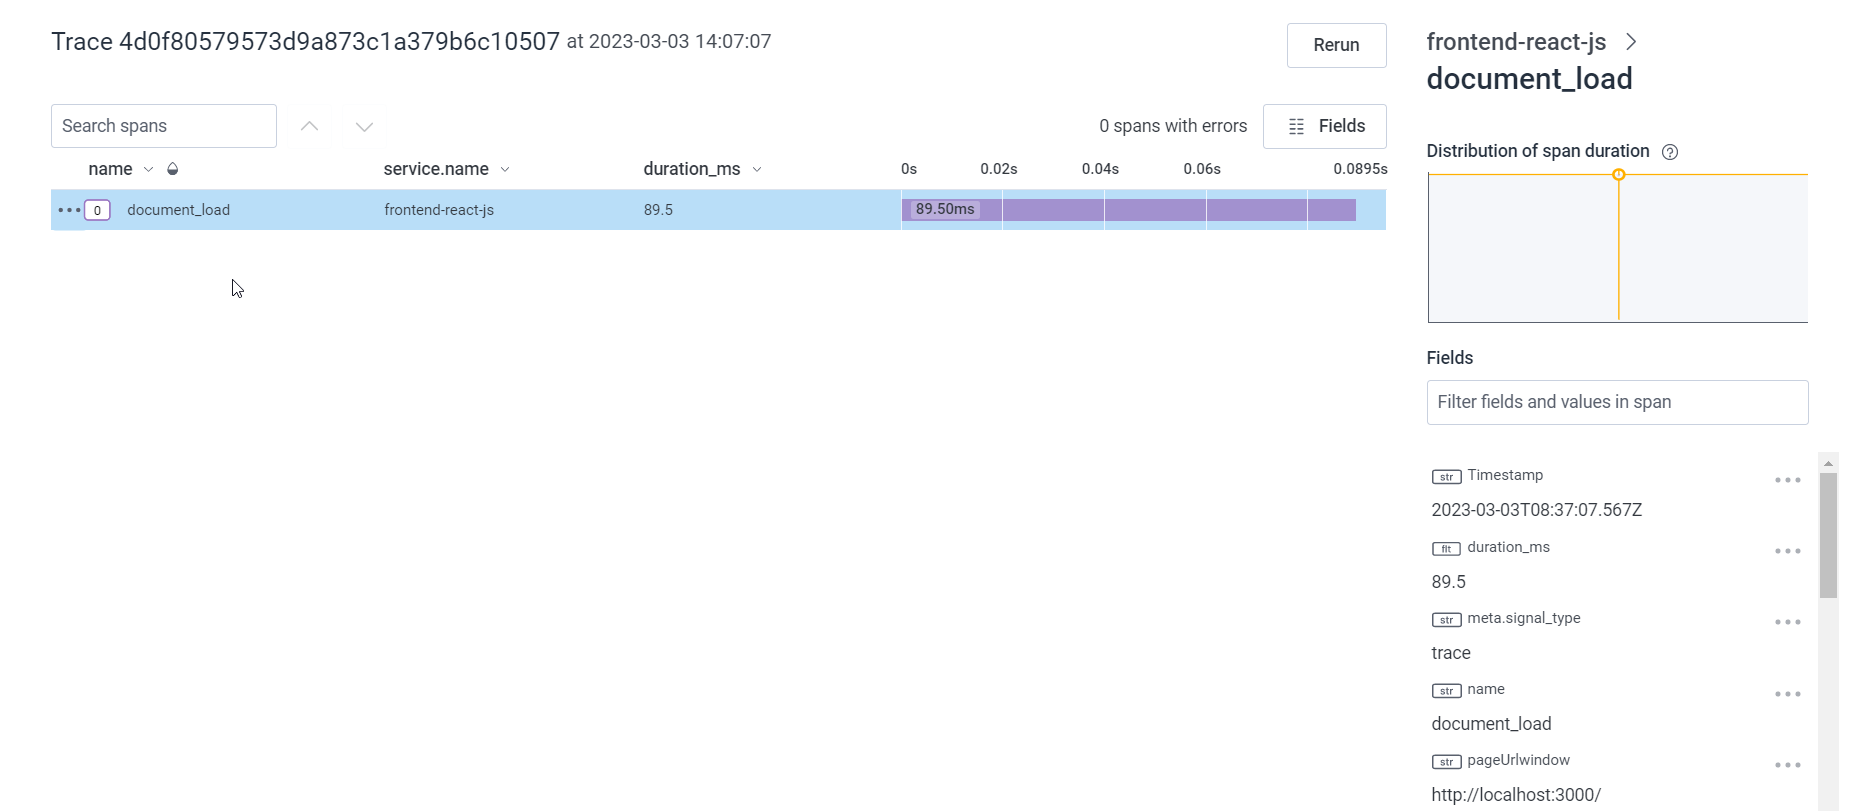 Trace 4d0f80579573d9a873c1a379b6c10507 at 2023-03-03 14:07:07
Rerun
Search spans
0 spans with errors
Fields
name service.name duration_ms 0s 0.02s 0.04s 0.06s 0.0895s
0 document_load frontend-react-js 89.5 89.50ms
frontend-react-js
document_load
Distribution of span duration ?
Fields
Filter fields and values in span
str Timestamp
2023-03-03T08:37:07.567Z
flt duration_ms
89.5
str meta.signal_type
trace
str name
document_load
str pageUrlwindow
http://localhost:3000/